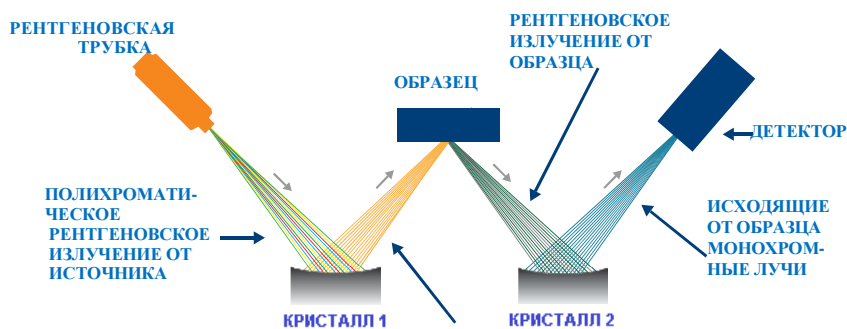 РЕНТГЕНОВСКАЯ
ТРУБКА
РЕНТГЕНОВСКОЕ
ИЗЛУЧЕНИЕ ОТ
ОБРАЗЦА
ОБРАЗЕЦ
ДЕТЕКТОР
ПОЛИХРОМАТИ-
ЧЕСКОЕ
РЕНТГЕНОВСКОЕ
ИЗЛУЧЕНИЕ ОТ
ИСТОЧНИКА
ИСХОДЯЩИЕ
ОТ ОБРАЗЦА
МОНОХРОМ-
НЫЕ ЛУЧИ
КРИСТАЛЛ 1
КРИСТАЛЛ 2